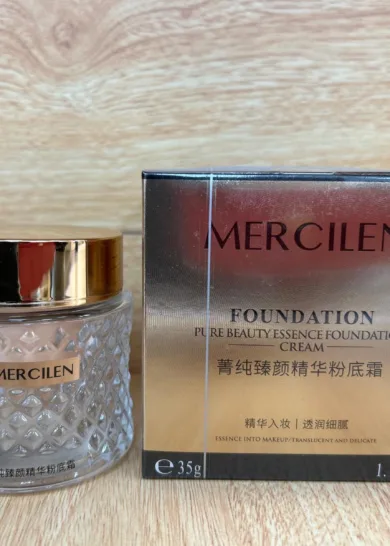 MERCILEN
FOUNDATION
PURE BEAUTY ESSENCE FOUNDATION
CREAM
菁纯臻颜精华粉底霜
精华入妆|透润细腻
ESSENCE INTO MAKEUP/TRANSLUCENT AND DELICATE
℮35g
1.
MERCILEN
纯臻颜精华粉底霜